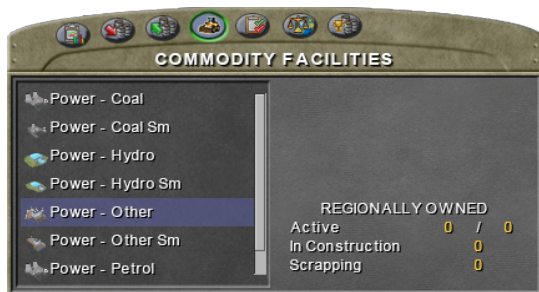 COMMODITY FACILITIES
Power - Coal
Power - Coal Sm
Power - Hydro
Power - Hydro Sm
Power - Other
Power - Other Sm
Power - Petrol
REGIONALLY OWNED
Active 0 / 0
In Construction 0
Scrapping 0